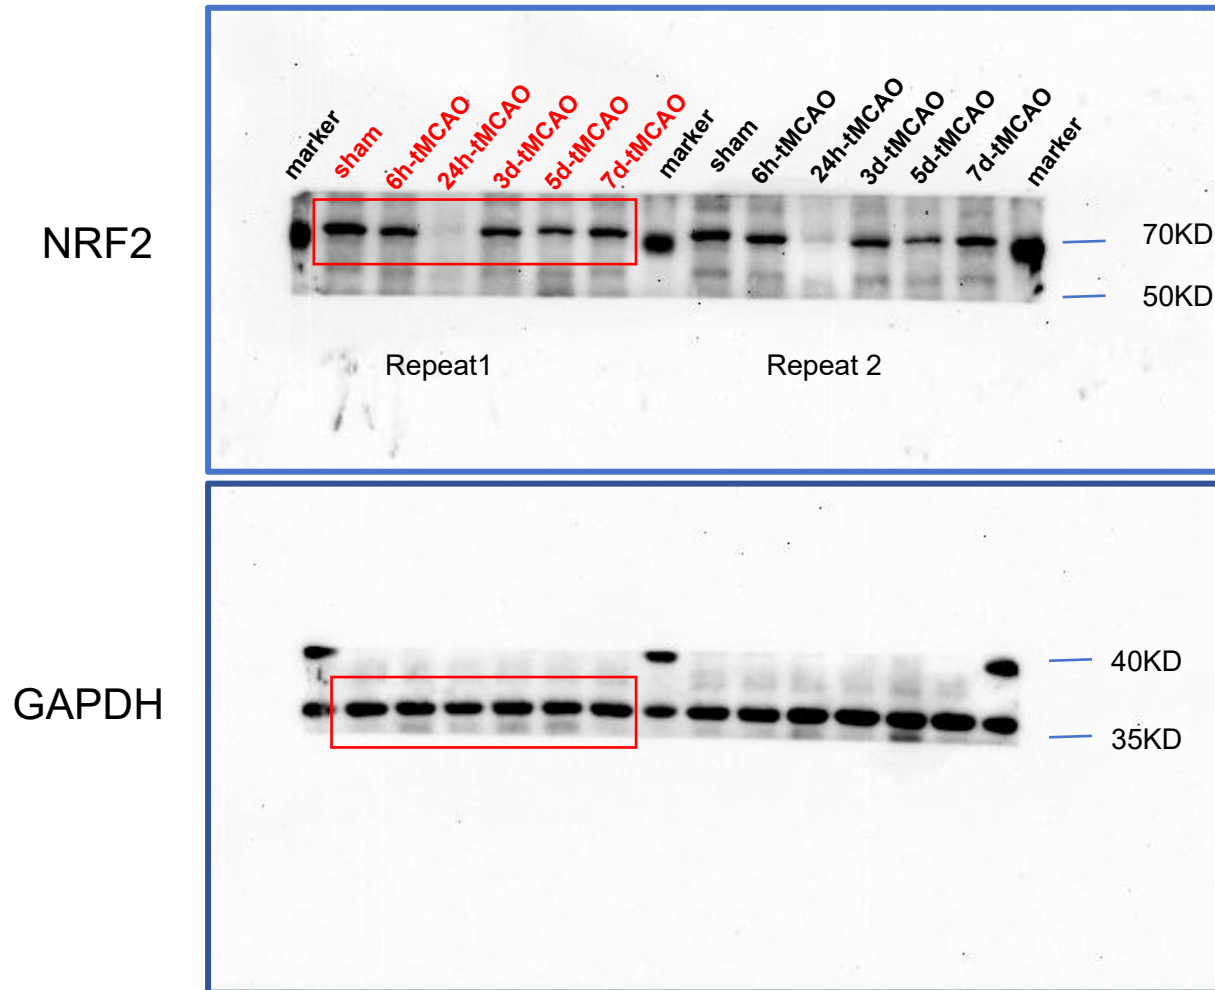 marker
sham
6h-tMCAO
24h-tMCAO
3d-tMCAO
5d-tMCAO
7d-tMCAO
marker
sham
6h-tMCAO
24h-tMCAO
3d-tMCAO
5d-tMCAO
7d-tMCAO
marker
NRF2
70KD
50KD
Repeat1
Repeat 2
GAPDH
40KD
35KD